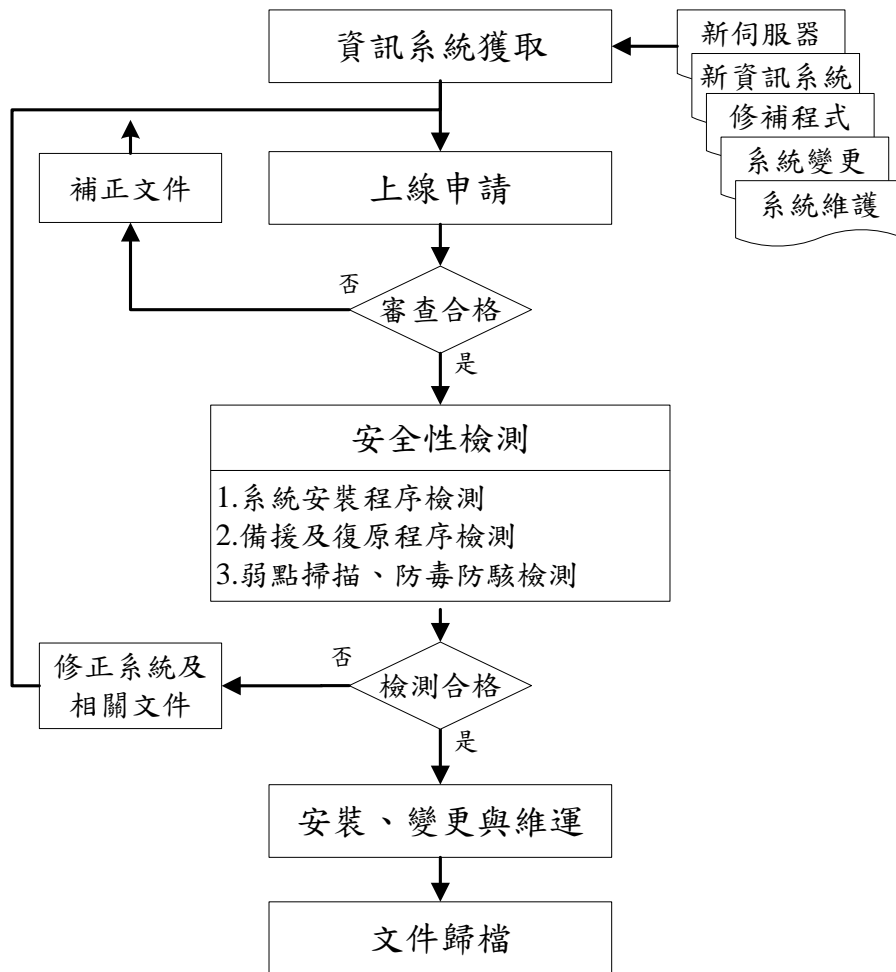 資訊系統獲取
新伺服器
新資訊系統
修補程式
系統變更
系統維護
補正文件
上線申請
否
審查合格
是
安全性檢測
1.系統安裝程序檢測
2.備援及復原程序檢測
3.弱點掃描、防毒防駭檢測
修正系統及
相關文件
否
檢測合格
是
安裝、變更與維運
文件歸檔